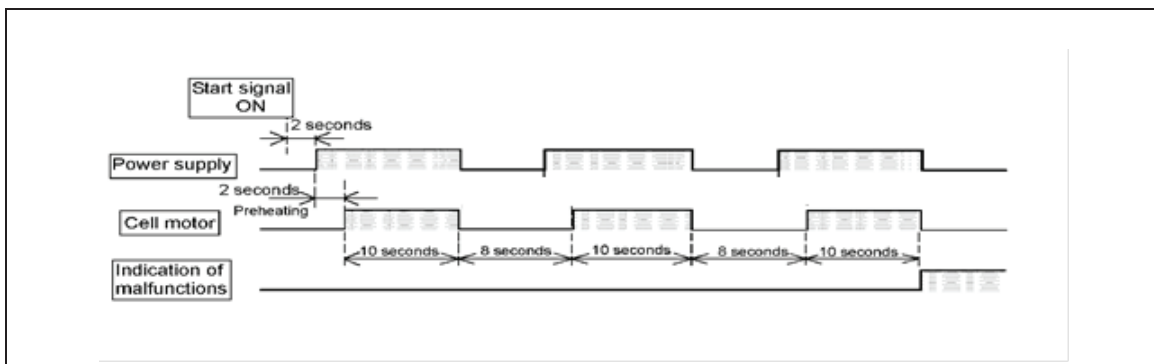 Start signal
ON
2 seconds
Power supply
2 seconds
Preheating
Cell motor
10 seconds
8 seconds
10 seconds
8 seconds
10 seconds
Indication of
malfunctions